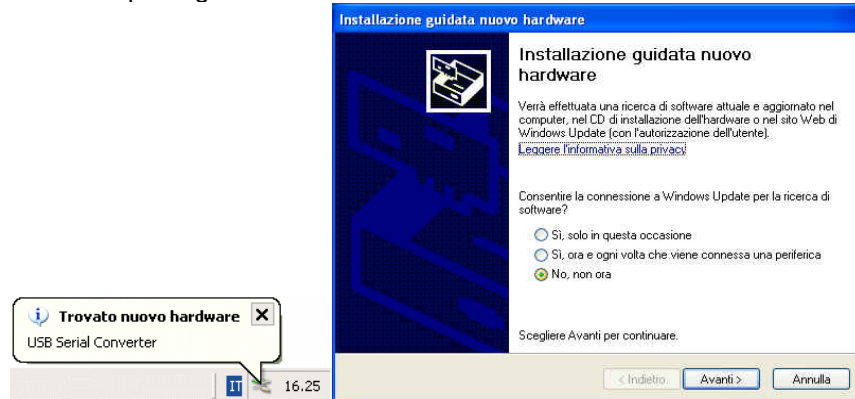 Installazione guidata nuovo hardware
Installazione guidata nuovo
hardware
Verrà effettuata una ricerca di software attuale e aggiornato nel
computer, nel CD di installazione dell'hardware o nel sito Web di
Windows Update (con l'autorizzazione dell'utente).
Leggere l'informativa sulla privacy
Consentire la connessione a Windows Update per la ricerca di
software?
Sì, solo in questa occasione
Sì, ora e ogni volta che viene connessa una periferica
No, non ora
Scegliere Avanti per continuare.
< Indietro Avanti > Annulla
Trovato nuovo hardware
USB Serial Converter
IT 16.25